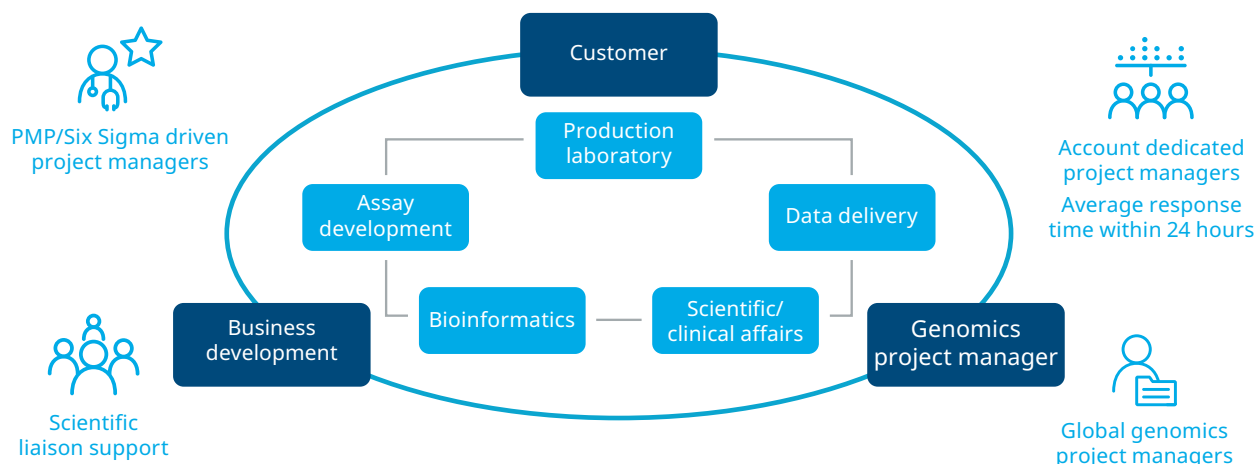 Customer
PMP/Six Sigma driven
project managers
Production
laboratory
Account dedicated
project managers
Average response
time within 24 hours
Assay
development
Data delivery
Bioinformatics
Scientific/
clinical affairs
Business
development
Genomics
project manager
Scientific
liaison support
Global genomics
project managers